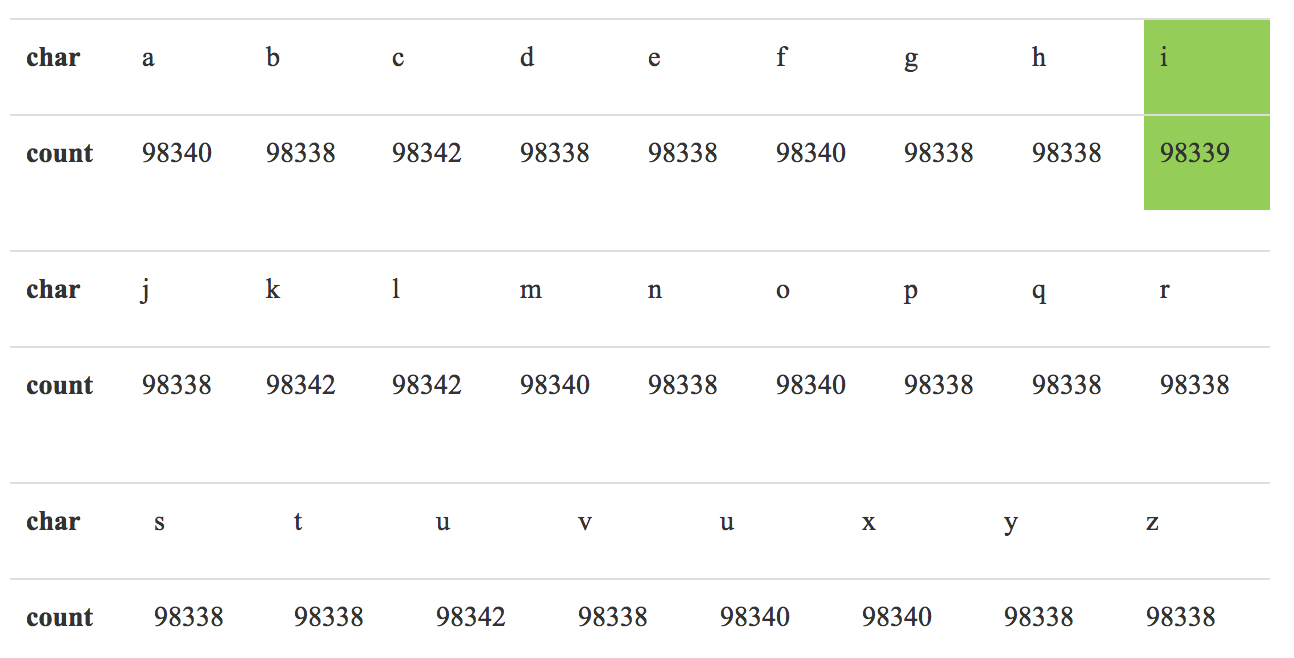 char a b c d e f g h i
count 98340 98338 98342 98338 98338 98340 98338 98338 98339
char j k l m n o p q r
count 98338 98342 98342 98340 98338 98340 98338 98338 98338
char s t u v u x y z
count 98338 98338 98342 98338 98340 98340 98338 98338